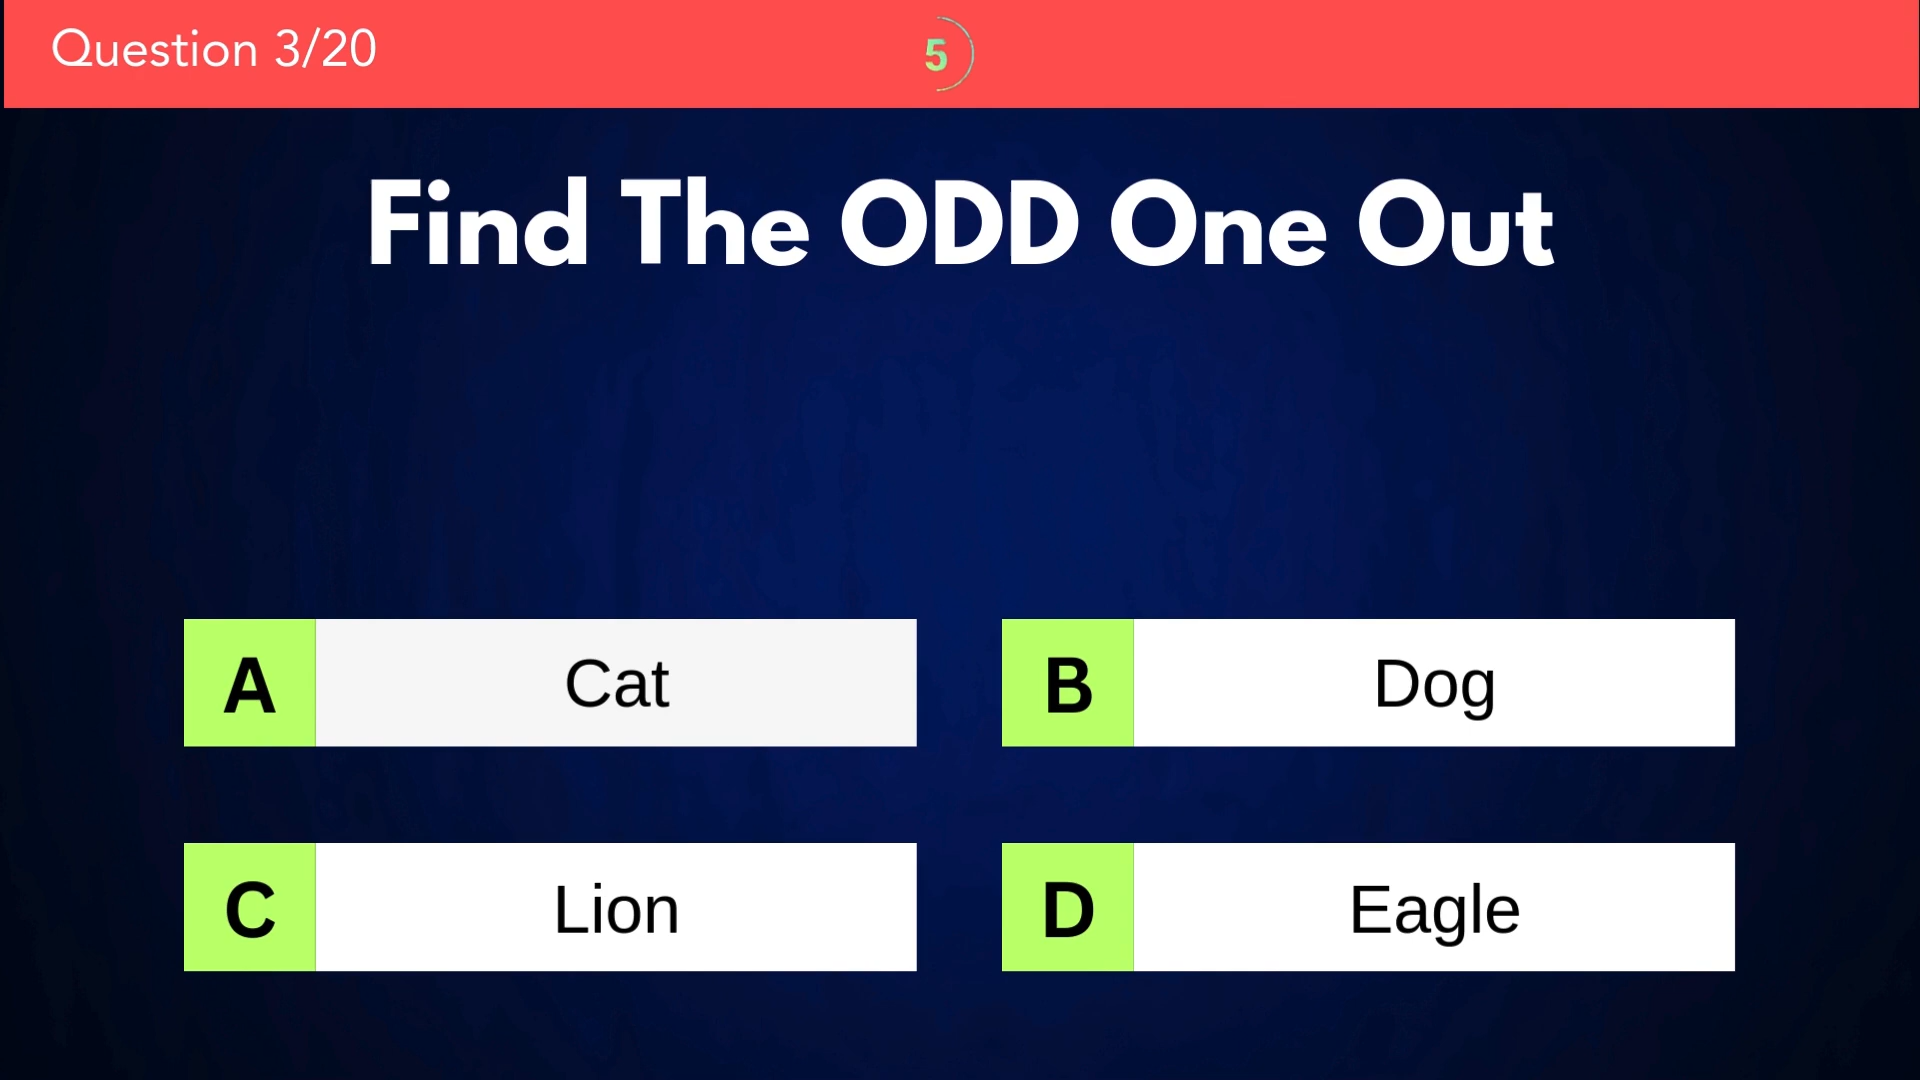 Question 3/20
5
Find The ODD One Out
A Cat
B Dog
C Lion
D Eagle